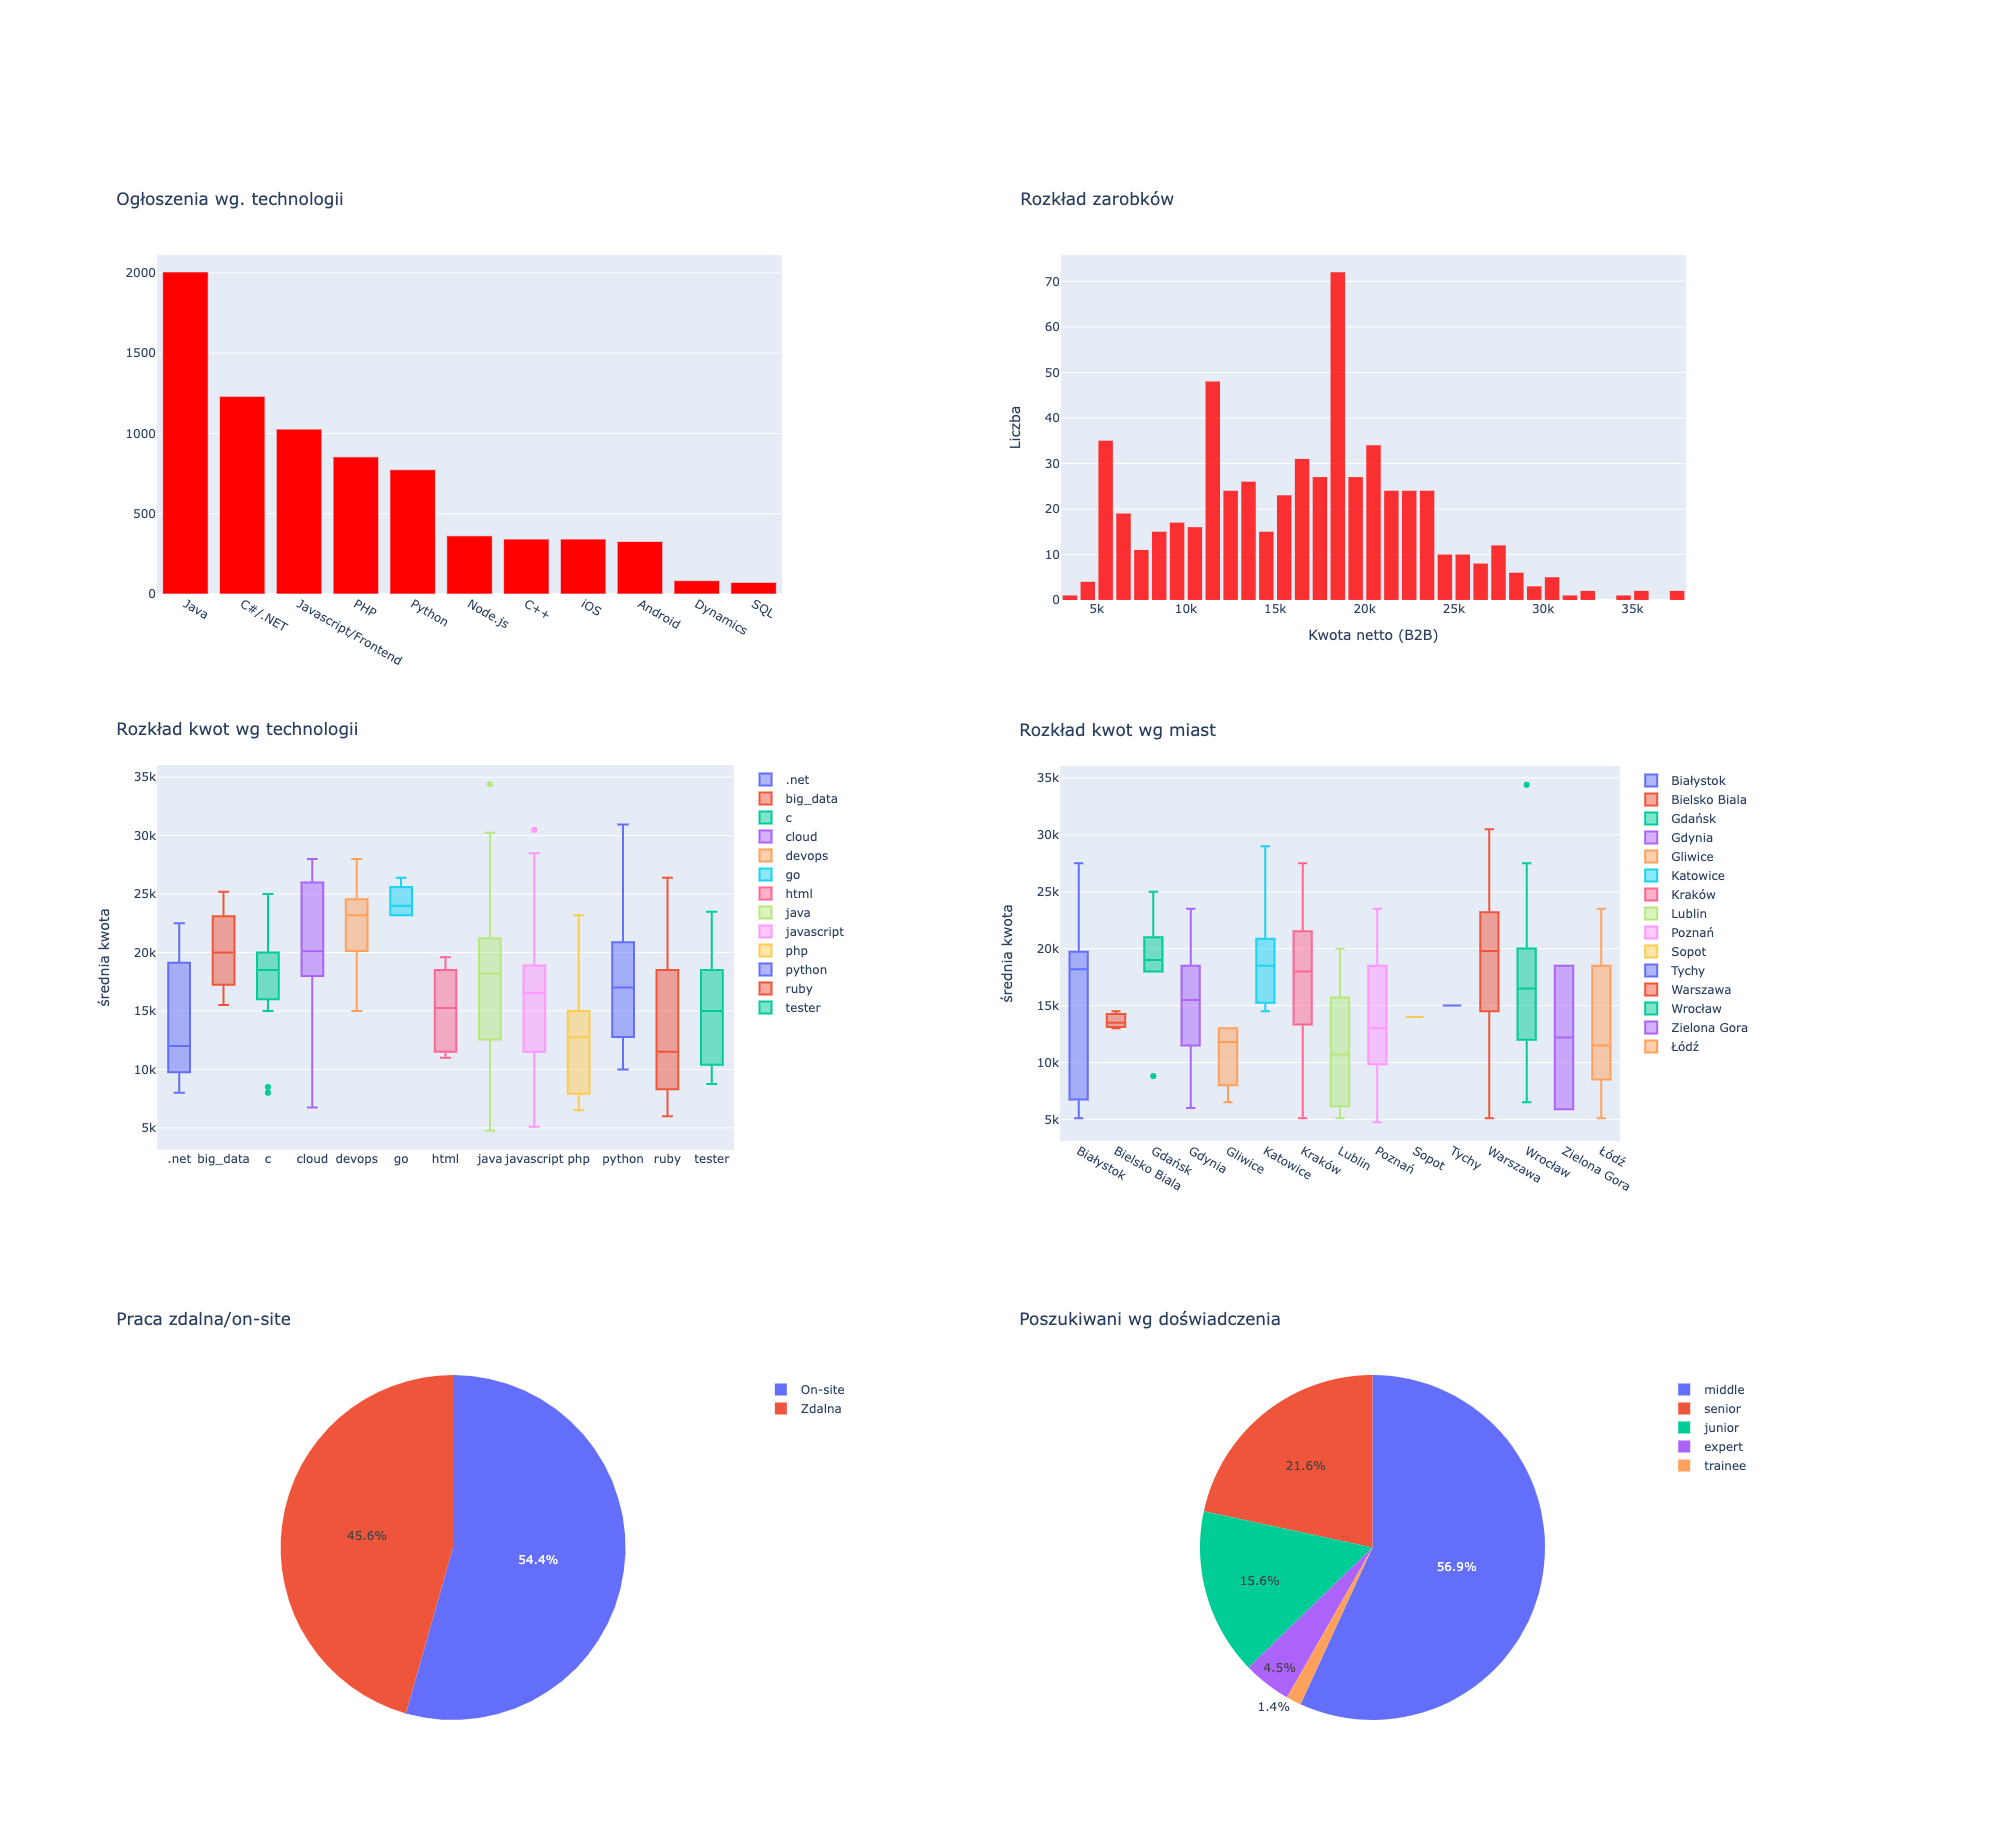 Ogłoszenia wg. technologii
2000
1500
1000
500
0
Java
C#/.NET
Javascript/Frontend
PHP
Python
Node.js
C++
iOS
Android
Dynamics
SQL
Rozkład zarobków
Liczba
70
60
50
40
30
20
10
0
5k
10k
15k
20k
25k
30k
35k
Kwota netto (B2B)
Rozkład kwot wg technologii
średnia kwota
35k
30k
25k
20k
15k
10k
5k
.net
big_data
c
cloud
devops
go
html
java
javascript
php
python
ruby
tester
.net
big_data
c
cloud
devops
go
html
java
javascript
php
python
ruby
tester
Rozkład kwot wg miast
średnia kwota
35k
30k
25k
20k
15k
10k
5k
Białystok
Bielsko Biala
Gdańsk
Gdynia
Gliwice
Katowice
Kraków
Lublin
Poznań
Sopot
Tychy
Warszawa
Wrocław
Zielona Gora
Łódź
Białystok
Bielsko Biala
Gdańsk
Gdynia
Gliwice
Katowice
Kraków
Lublin
Poznań
Sopot
Tychy
Warszawa
Wrocław
Zielona Gora
Łódź
Praca zdalna/on-site
45.6%
54.4%
On-site
Zdalna
Poszukiwani wg doświadczenia
21.6%
56.9%
15.6%
4.5%
1.4%
middle
senior
junior
expert
trainee